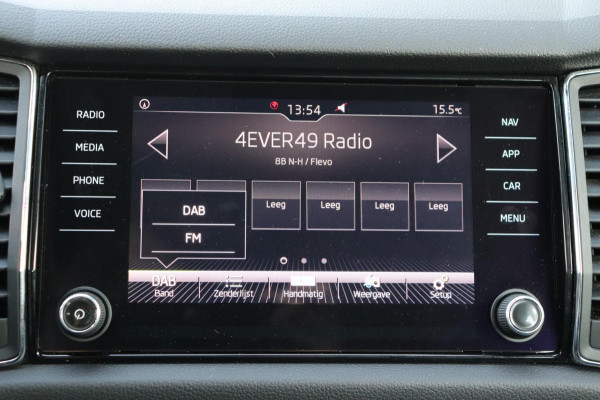 RADIO
MEDIA
PHONE
VOICE
13:54
15.5°C
4EVER49 Radio
8B N-H / Flevo
DAB
FM
Leeg
Leeg
Leeg
Leeg
DAB
Band
Zenderlijst
Handmatig
Weergave
Setup
NAV
APP
CAR
MENU